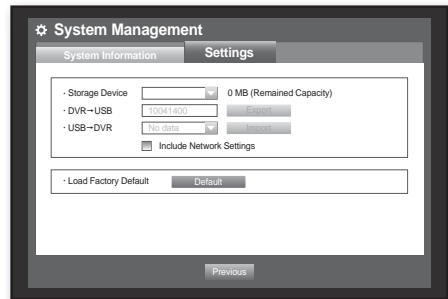 System Management
System Information Settings
· Storage Device 0 MB (Remained Capacity)
· DVR→USB 10041400 Export
· USB→DVR No data Import
Include Network Settings
· Load Factory Default Default
Previous